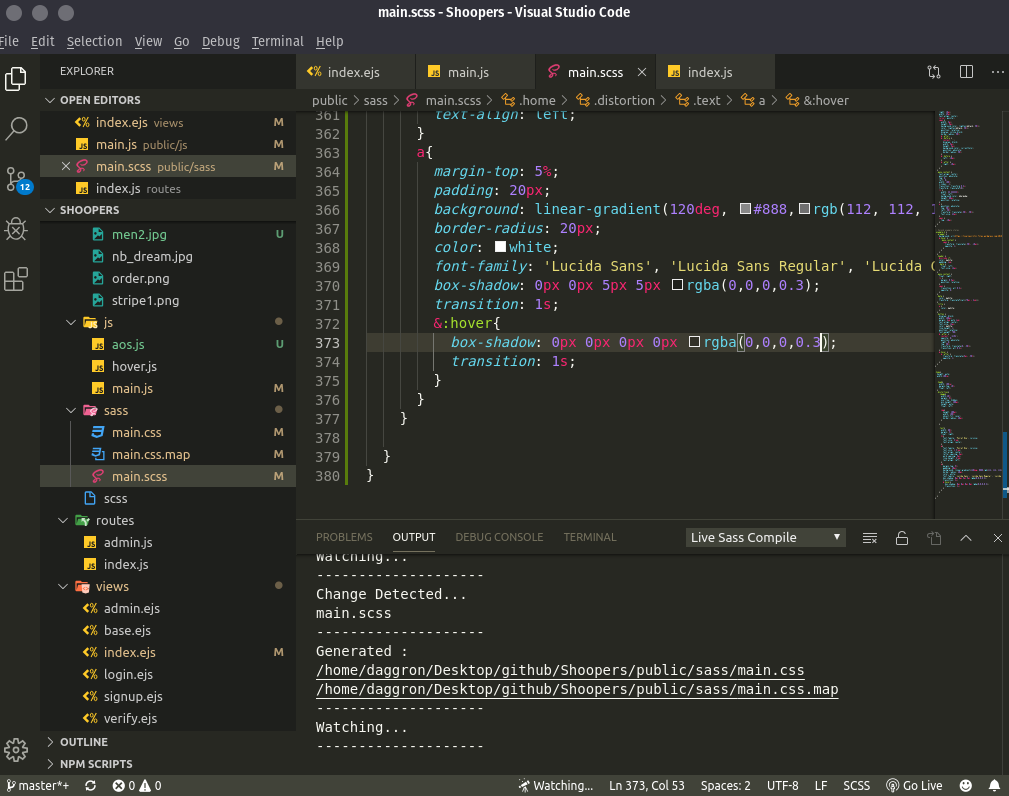 main.scss - Shoopers - Visual Studio Code
File Edit Selection View Go Debug Terminal Help
EXPLORER
OPEN EDITORS
index.ejs views M
main.js public/js M
main.scss public/sass M
index.js routes
12
SHOOPERS
men2.jpg U
nb_dream.jpg
order.png
stripe1.png
js
aos.js U
hover.js
main.js M
sass
main.css M
main.css.map M
main.scss M
scss
routes
admin.js
index.js
views
admin.ejs
base.ejs
index.ejs M
login.ejs
signup.ejs
verify.ejs
OUTLINE
NPM SCRIPTS
index.ejs main.js main.scss index.js
public > sass > main.scss > .home > .distortion > .text > a > &:hover
361 text-align: left;
362 }
363 a{
364 margin-top: 5%;
365 padding: 20px;
366 background: linear-gradient(120deg, #888, rgb(112, 112, 1
367 border-radius: 20px;
368 color: white;
369 font-family: 'Lucida Sans', 'Lucida Sans Regular', 'Lucida G
370 box-shadow: 0px 0px 5px 5px rgba(0,0,0,0.3);
371 transition: 1s;
372 &:hover{
373 box-shadow: 0px 0px 0px 0px rgba(0,0,0,0.3);
374 transition: 1s;
375 }
376 }
377 }
378
379 }
380 }
PROBLEMS OUTPUT DEBUG CONSOLE TERMINAL Live Sass Compile
Watching...
--------------------
Change Detected...
main.scss
--------------------
Generated :
/home/daggron/Desktop/github/Shoopers/public/sass/main.css
/home/daggron/Desktop/github/Shoopers/public/sass/main.css.map
--------------------
Watching...
--------------------
master*+ 0 0 Watching... Ln 373, Col 53 Spaces: 2 UTF-8 LF SCSS Go Live